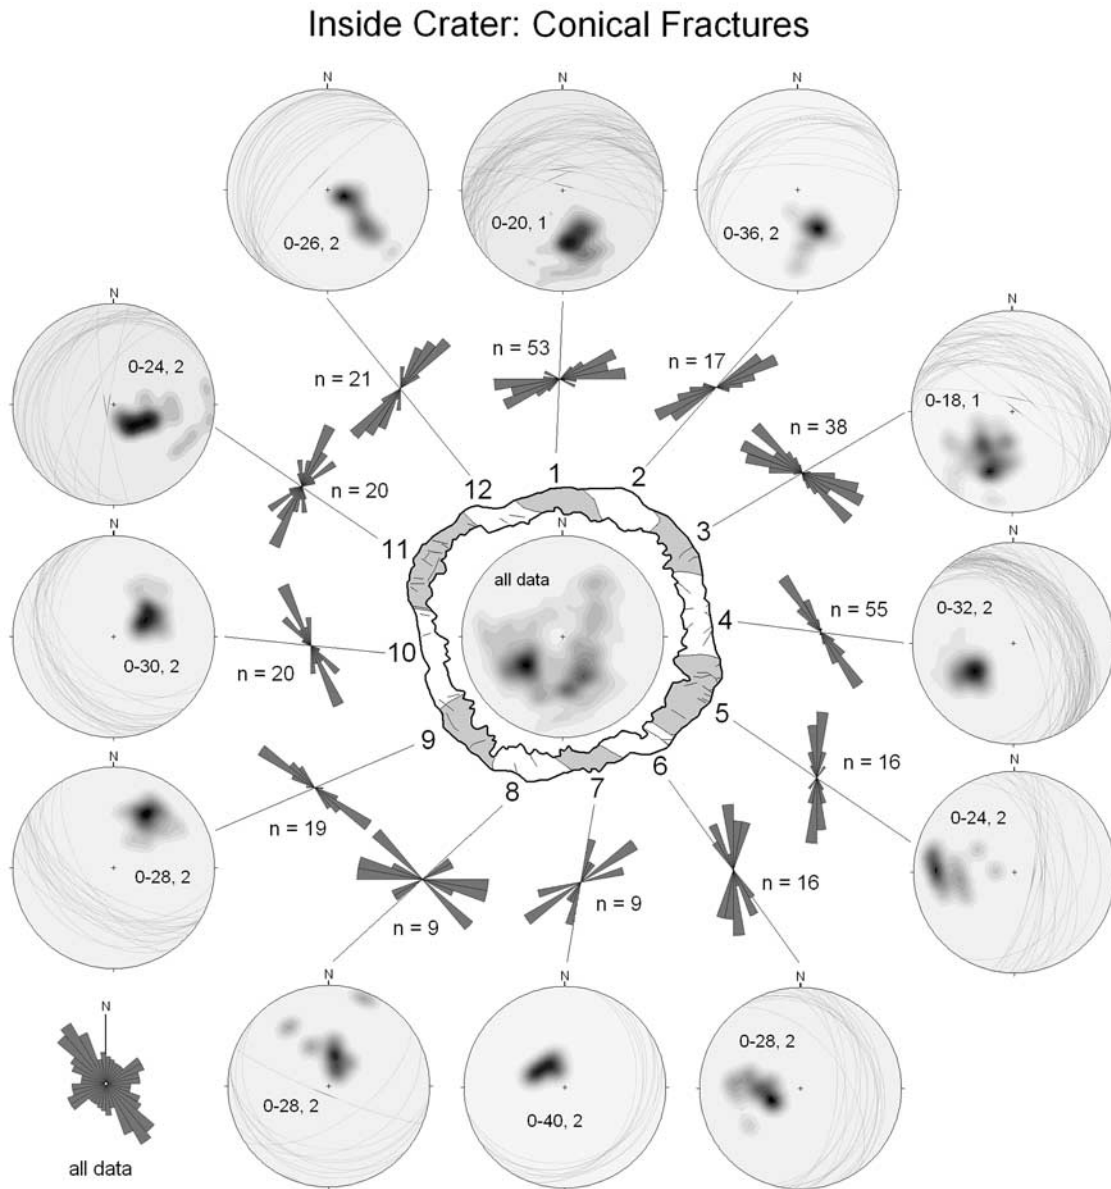 Inside Crater: Conical Fractures
N
N
N
0-26, 2
0-20, 1
0-36, 2
N
N
0-24, 2
n = 21
n = 53
n = 17
0-18, 1
n = 38
n = 20
12
1
2
3
11
N
all data
0-30, 2
n = 20
10
4
n = 55
N
0-32, 2
9
5
N
0-28, 2
n = 19
8
7
6
n = 16
N
0-24, 2
n = 9
n = 9
n = 16
N
all data
N
0-28, 2
N
0-40, 2
N
0-28, 2
N